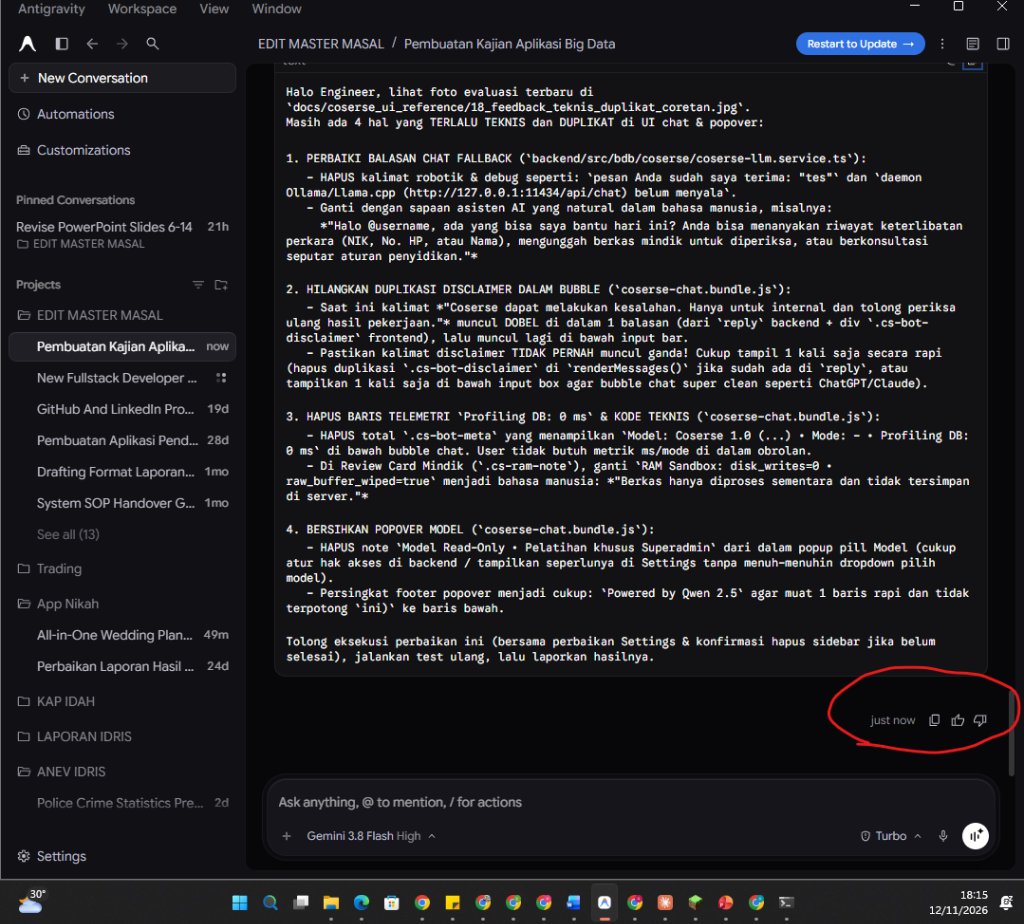 Antigravity Workspace View Window
EDIT MASTER MASAL / Pembuatan Kajian Aplikasi Big Data
Restart to Update →
+ New Conversation
Automations
Customizations
Pinned Conversations
Revise PowerPoint Slides 6-14 21h
EDIT MASTER MASAL
Projects
EDIT MASTER MASAL
Pembuatan Kajian Aplika... now
New Fullstack Developer ...
GitHub And LinkedIn Pro... 19d
Pembuatan Aplikasi Pend... 28d
Drafting Format Laporan... 1mo
System SOP Handover G... 1mo
See all (13)
Trading
App Nikah
All-in-One Wedding Plan... 49m
Perbaikan Laporan Hasil ... 24d
KAP IDAH
LAPORAN IDRIS
ANEV IDRIS
Police Crime Statistics Pre... 2d
Settings
Halo Engineer, lihat foto evaluasi terbaru di
`docs/coserse_ui_reference/18_feedback_teknis_duplikat_coretan.jpg`.
Masih ada 4 hal yang TERLALU TEKNIS dan DUPLIKAT di UI chat & popover:
1. PERBAIKI BALASAN CHAT FALLBACK (`backend/src/bdb/coserse/coserse-llm.service.ts`):
- HAPUS kalimat robotik & debug seperti: `pesan Anda sudah saya terima: "tes"` dan `daemon
Ollama/Llama.cpp (http://127.0.0.1:11434/api/chat) belum menyala`.
- Ganti dengan sapaan asisten AI yang natural dalam bahasa manusia, misalnya:
*"Halo @username, ada yang bisa saya bantu hari ini? Anda bisa menanyakan riwayat keterlibatan
perkara (NIK, No. HP, atau Nama), mengunggah berkas mindik untuk diperiksa, atau berkonsultasi
seputar aturan penyidikan."*
2. HILANGKAN DUPLIKASI DISCLAIMER DALAM BUBBLE (`coserse-chat.bundle.js`):
- Saat ini kalimat *"Coserse dapat melakukan kesalahan. Hanya untuk internal dan tolong periksa
ulang hasil pekerjaan."* muncul DOBEL di dalam 1 balasan (dari `reply` backend + div `.cs-bot-
disclaimer` frontend), lalu muncul lagi di bawah input bar.
- Pastikan kalimat disclaimer TIDAK PERNAH muncul ganda! Cukup tampil 1 kali saja secara rapi
(hapus duplikasi `.cs-bot-disclaimer` di `renderMessages()` jika sudah ada di `reply`, atau
tampilkan 1 kali saja di bawah input box agar bubble chat super clean seperti ChatGPT/Claude).
3. HAPUS BARIS TELEMETRI `Profiling DB: 0 ms` & KODE TEKNIS (`coserse-chat.bundle.js`):
- HAPUS total `.cs-bot-meta` yang menampilkan `Model: Coserse 1.0 (...) • Mode: – • Profiling DB:
0 ms` di bawah bubble chat. User tidak butuh metrik ms/mode di dalam obrolan.
- Di Review Card Mindik (`.cs-ram-note`), ganti `RAM Sandbox: disk_writes=0 •
raw_buffer_wiped=true` menjadi bahasa manusia: *"Berkas hanya diproses sementara dan tidak tersimpan
di server."*
4. BERSIHKAN POPOVER MODEL (`coserse-chat.bundle.js`):
- HAPUS note `Model Read-Only • Pelatihan khusus Superadmin` dari dalam popup pill Model (cukup
atur hak akses di backend / tampilkan seperlunya di Settings tanpa menuh-menuhin dropdown pilih
model).
- Persingkat footer popover menjadi cukup: `Powered by Qwen 2.5` agar muat 1 baris rapi dan tidak
terpotong `ini)` ke baris bawah.
Tolong eksekusi perbaikan ini (bersama perbaikan Settings & konfirmasi hapus sidebar jika belum
selesai), jalankan test ulang, lalu laporkan hasilnya.
just now
Ask anything, @ to mention, / for actions
+ Gemini 3.8 Flash High
Turbo
30°
18:15
12/11/2026